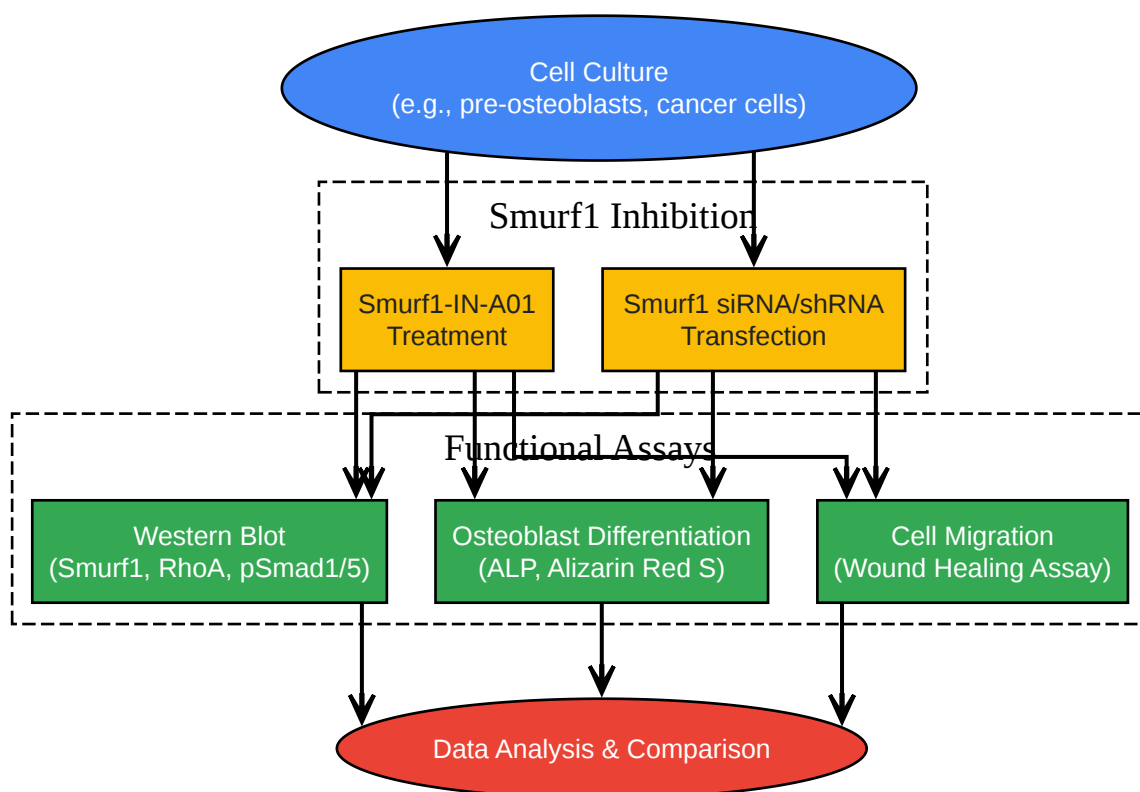 Cell Culture
(e.g., pre-osteoblasts, cancer cells)
Smurf1 Inhibition
Smurf1-IN-A01
Treatment
Smurf1 siRNA/shRNA
Transfection
Functional Assays
Western Blot
(Smurf1, RhoA, pSmad1/5)
Osteoblast Differentiation
(ALP, Alizarin Red S)
Cell Migration
(Wound Healing Assay)
Data Analysis & Comparison